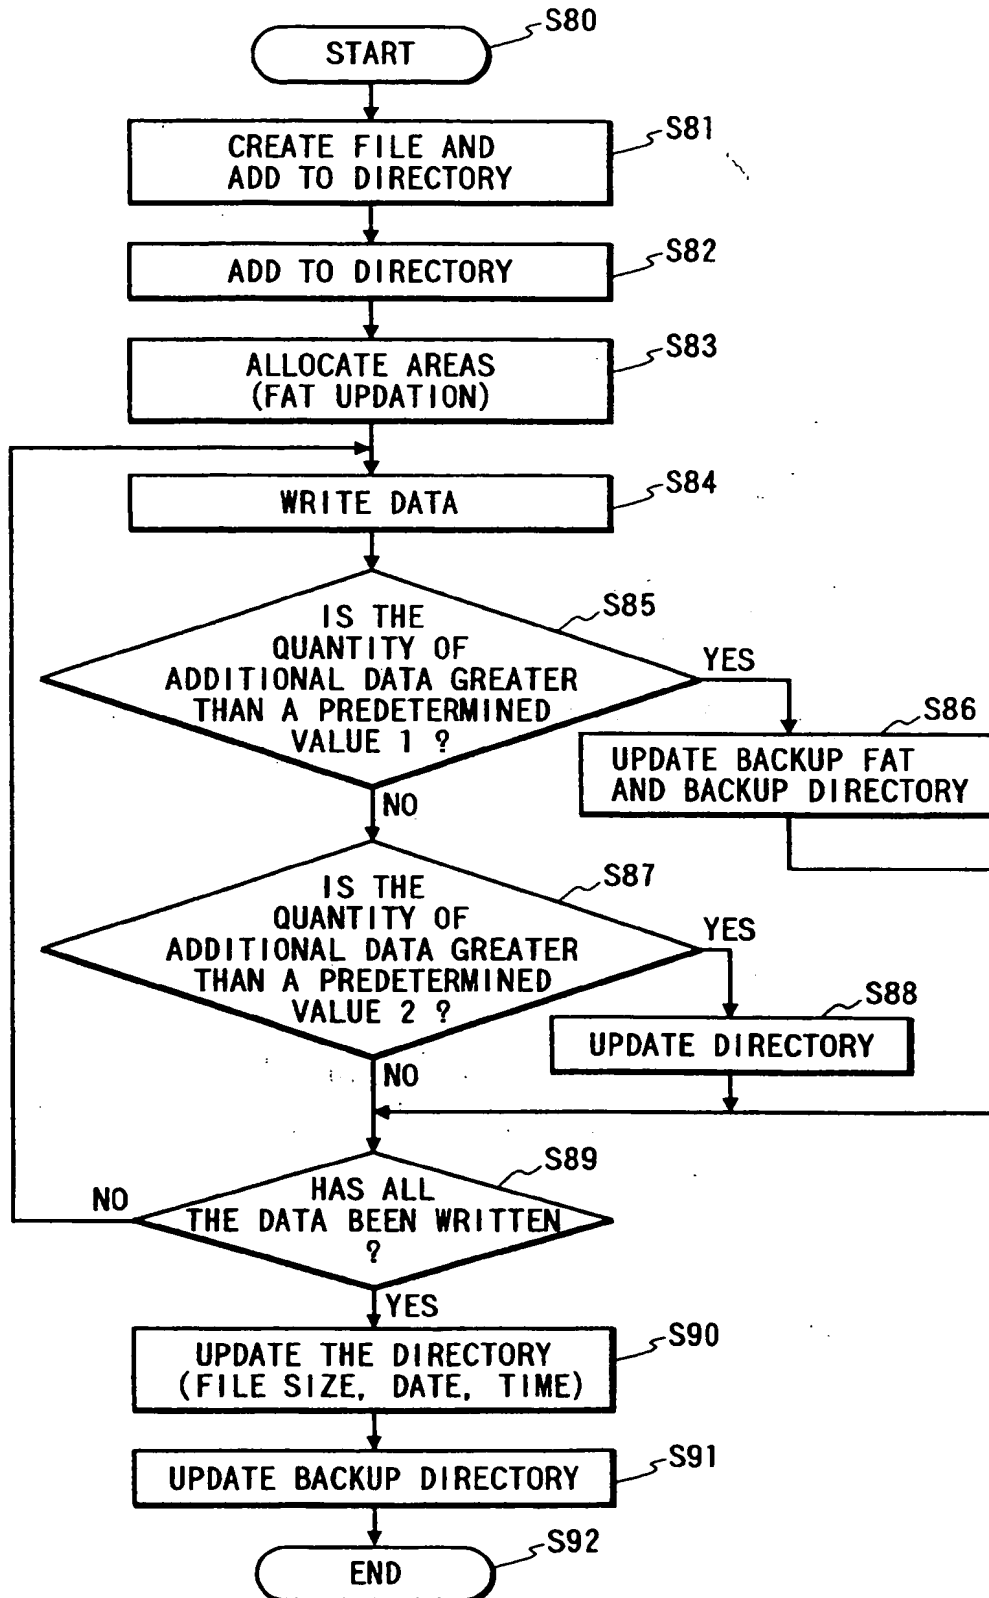 S80
START
S81
CREATE FILE AND
ADD TO DIRECTORY
S82
ADD TO DIRECTORY
S83
ALLOCATE AREAS
(FAT UPDATION)
S84
WRITE DATA
S85
IS THE
QUANTITY OF
ADDITIONAL DATA GREATER
THAN A PREDETERMINED
VALUE 1 ?
YES
S86
UPDATE BACKUP FAT
AND BACKUP DIRECTORY
NO
S87
IS THE
QUANTITY OF
ADDITIONAL DATA GREATER
THAN A PREDETERMINED
VALUE 2 ?
YES
S88
UPDATE DIRECTORY
NO
S89
HAS ALL
THE DATA BEEN WRITTEN
?
NO
YES
S90
UPDATE THE DIRECTORY
(FILE SIZE, DATE, TIME)
S91
UPDATE BACKUP DIRECTORY
S92
END